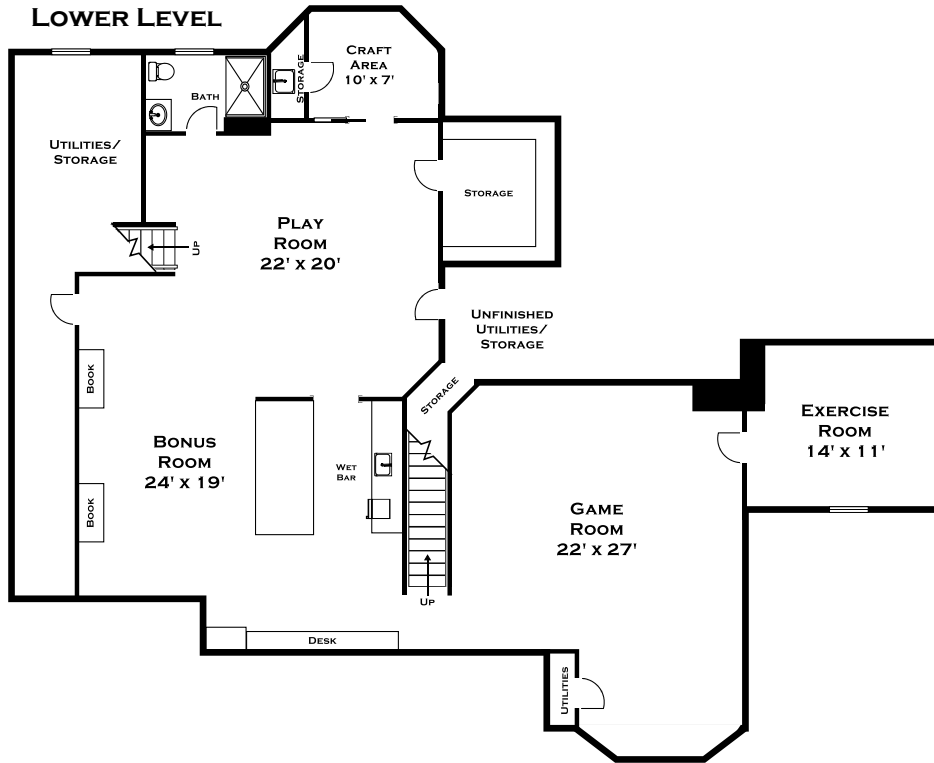 LOWER LEVEL
CRAFT
AREA
10' X 7'
STORAGE
BATH
UTILITIES/
STORAGE
STORAGE
PLAY
ROOM
22' X 20'
UP
UNFINISHED
UTILITIES/
STORAGE
BOOK
STORAGE
EXERCISE
ROOM
14' X 11'
BONUS
ROOM
24' X 19'
WET
BAR
BOOK
GAME
ROOM
22' X 27'
UP
DESK
UTILITIES